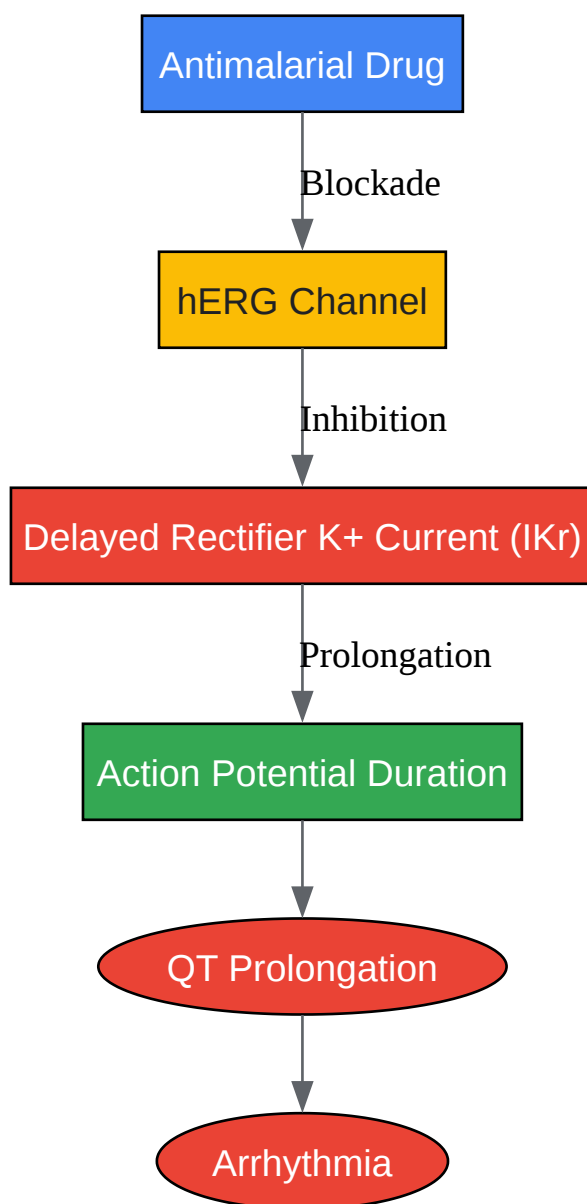 Antimalarial Drug
Blockade
hERG Channel
Inhibition
Delayed Rectifier K+ Current (IKr)
Prolongation
Action Potential Duration
QT Prolongation
Arrhythmia